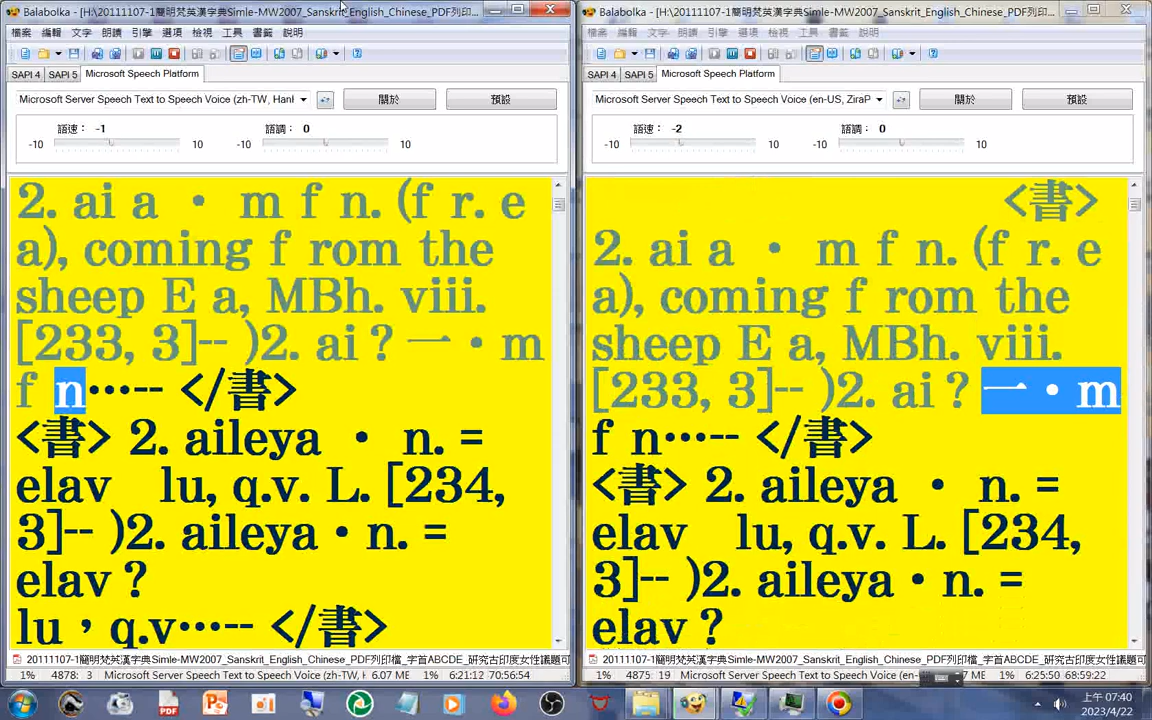 Balabolka - [H:\20111107-1簡明梵英漢字典Simle-MW2007_Sanskrit_English_Chinese_PDF列印...
檔案 編輯 文字 朗讀 引擎 選項 檢視 工具 書籤 說明
SAPI 4 SAPI 5 Microsoft Speech Platform
Microsoft Server Speech Text to Speech Voice (zh-TW, Hanl
關於 預設
語速： -1 語調： 0
-10 10 -10 10
2. ai a ・ m f n. (f r. e
a), coming f rom the
sheep E a, MBh. viii.
[233, 3]-- )2. ai？一・m
f n…-- </書>
<書> 2. aileya ・ n. =
elav lu, q.v. L. [234,
3]-- )2. aileya・n. =
elav？
lu，q.v…-- </書>
20111107-1簡明梵英漢字典Simle-MW2007_Sanskrit_English_Chinese_PDF列印檔_字首ABCDE_研究古印度女性議題可
1% 4878: 3 Microsoft Server Speech Text to Speech Voice (zh-TW, H 6.07 ME 1% 6:21:12 70:56:54
Balabolka - [H:\20111107-1簡明梵英漢字典Simle-MW2007_Sanskrit_English_Chinese_PDF列印...
檔案 編輯 文字 朗讀 引擎 選項 檢視 工具 書籤 說明
SAPI 4 SAPI 5 Microsoft Speech Platform
Microsoft Server Speech Text to Speech Voice (en-US, ZiraP
關於 預設
語速： -2 語調： 0
-10 10 -10 10
<書>
2. ai a ・ m f n. (f r. e
a), coming f rom the
sheep E a, MBh. viii.
[233, 3]-- )2. ai？一・m
f n…-- </書>
<書> 2. aileya ・ n. =
elav lu, q.v. L. [234,
3]-- )2. aileya・n. =
elav？
20111107-1簡明梵英漢字典Simle-MW2007_Sanskrit_English_Chinese_PDF列印檔_字首ABCDE_研究古印度女性議題可
1% 4875: 19 Microsoft Server Speech Text to Speech Voice (en-us ME 1% 6:25:50 68:59:22
上午 07:40
2023/4/22